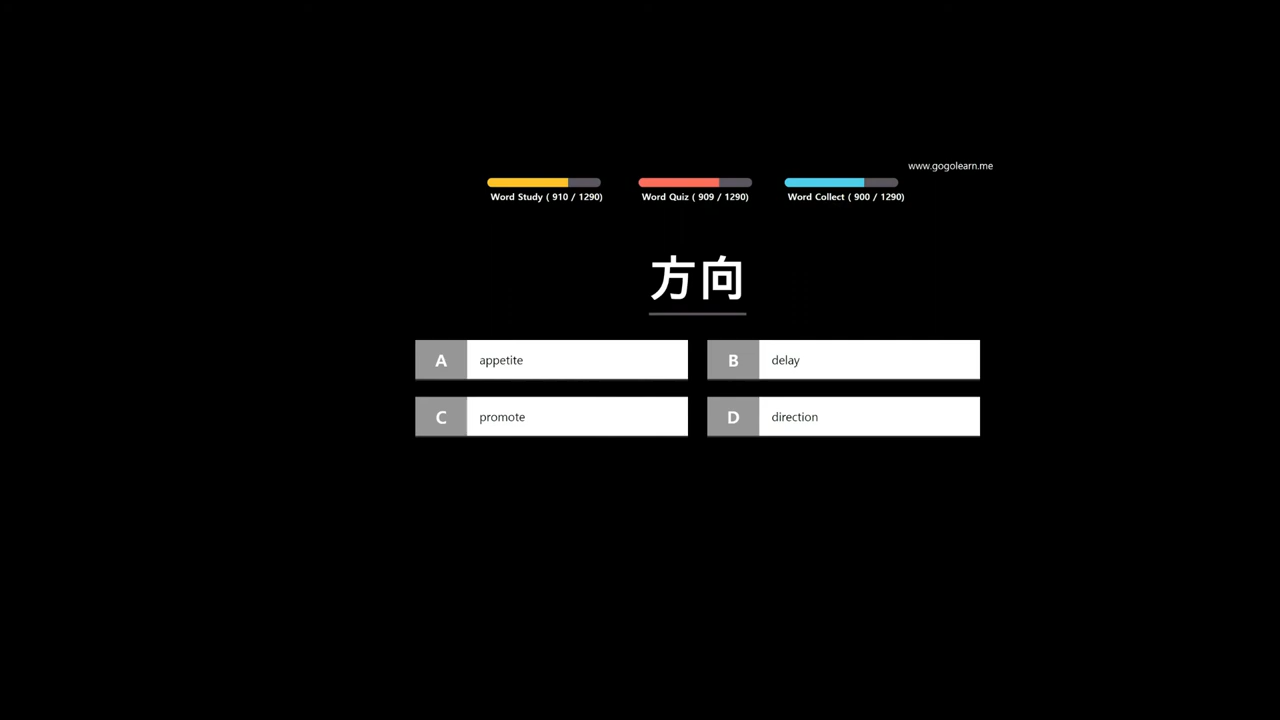 www.gogolearn.me
Word Study ( 910 / 1290)
Word Quiz ( 909 / 1290)
Word Collect ( 900 / 1290)
方向
A appetite
B delay
C promote
D direction